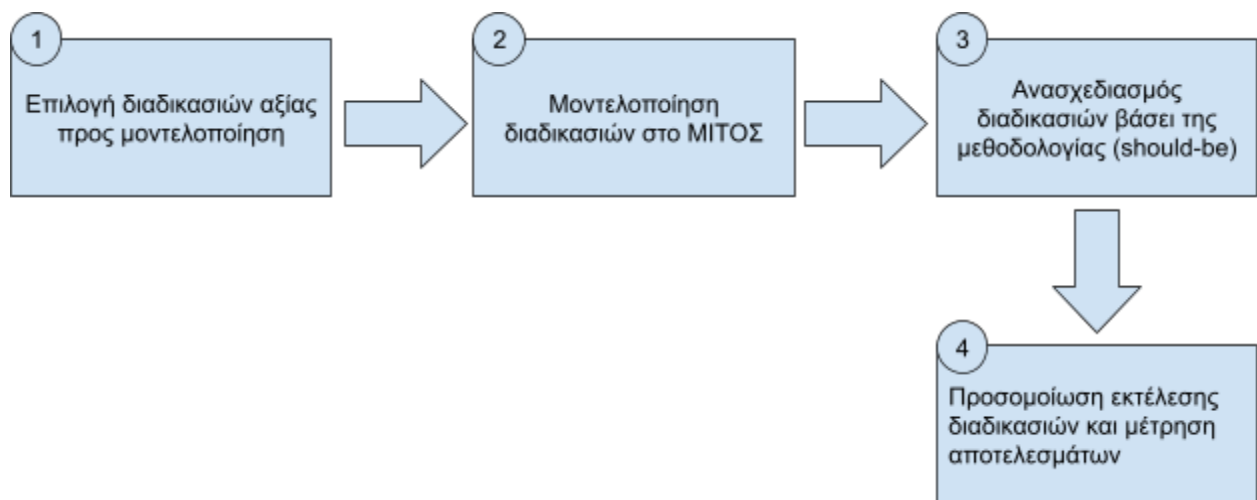 1
Επιλογή διαδικασιών αξίας
προς μοντελοποίηση
2
Μοντελοποίηση
διαδικασιών στο ΜΙΤΟΣ
3
Ανασχεδιασμός
διαδικασιών βάσει της
μεθοδολογίας (should-be)
4
Προσομοίωση εκτέλεσης
διαδικασιών και μέτρηση
αποτελεσμάτων